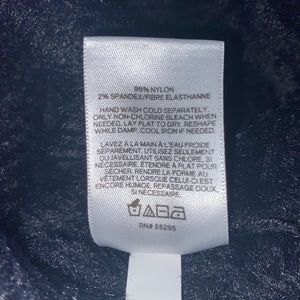 98% NYLON
2% SPANDEX/FIBRE ÉLASTHANNE
HAND WASH COLD SEPARATELY.
ONLY NON-CHLORINE BLEACH WHEN
NEEDED. LAY FLAT TO DRY. RESHAPE
WHILE DAMP. COOL IRON IF NEEDED.
LAVEZ À LA MAIN À L'EAU FROIDE
SÉPARÉMENT. UTILISEZ SEULEMENT
OU JAVELLISANT SANS CHLORE, SI
NÉCESSAIRE. ÉTENDRE À PLAT POUR
SÉCHER. REFAIRE LA FORME AU
VÊTEMENT LORSQUE CELUI-CI EST
ENCORE HUMIDE. REPASSAGE DOUX,
SI NÉCESSAIRE.
RN# 55285